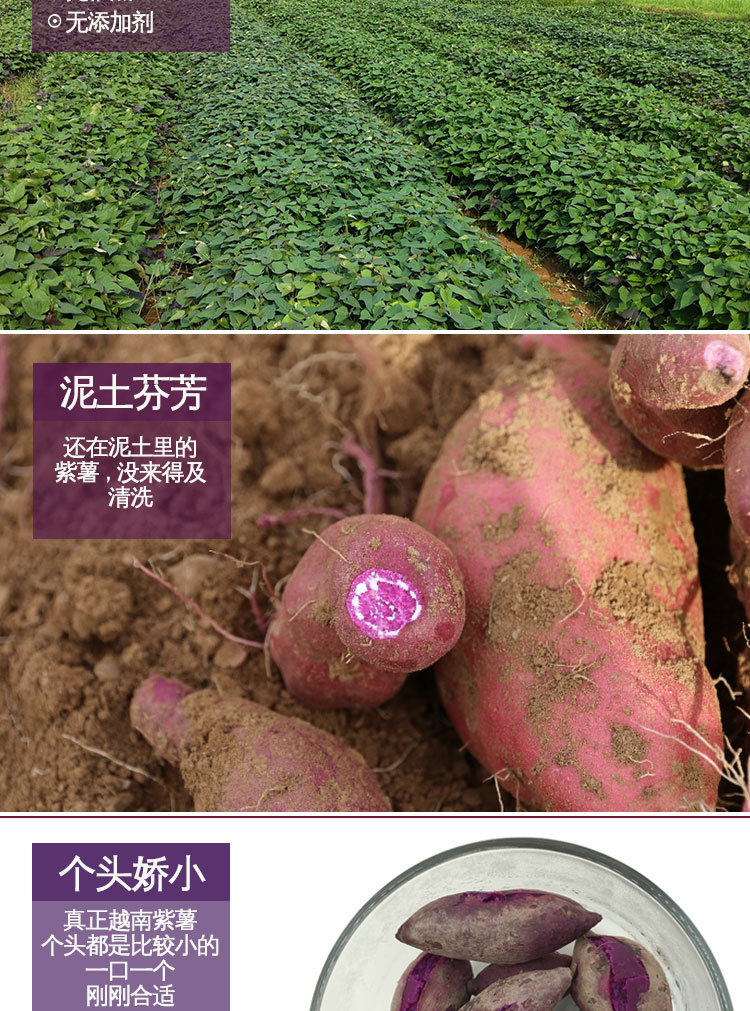 ⊙无添加剂
泥土芬芳
还在泥土里的
紫薯，没来得及
清洗
个头娇小
真正越南紫薯
个头都是比较小的
一口一个
刚刚合适